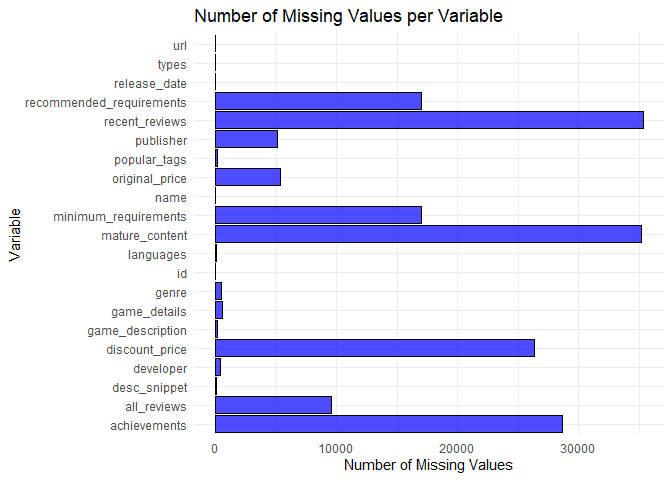 Number of Missing Values per Variable
url
types
release_date
recommended_requirements
recent_reviews
publisher
popular_tags
original_price
name
minimum_requirements
mature_content
languages
id
genre
game_details
game_description
discount_price
developer
desc_snippet
all_reviews
achievements
Variable
0 10000 20000 30000
Number of Missing Values